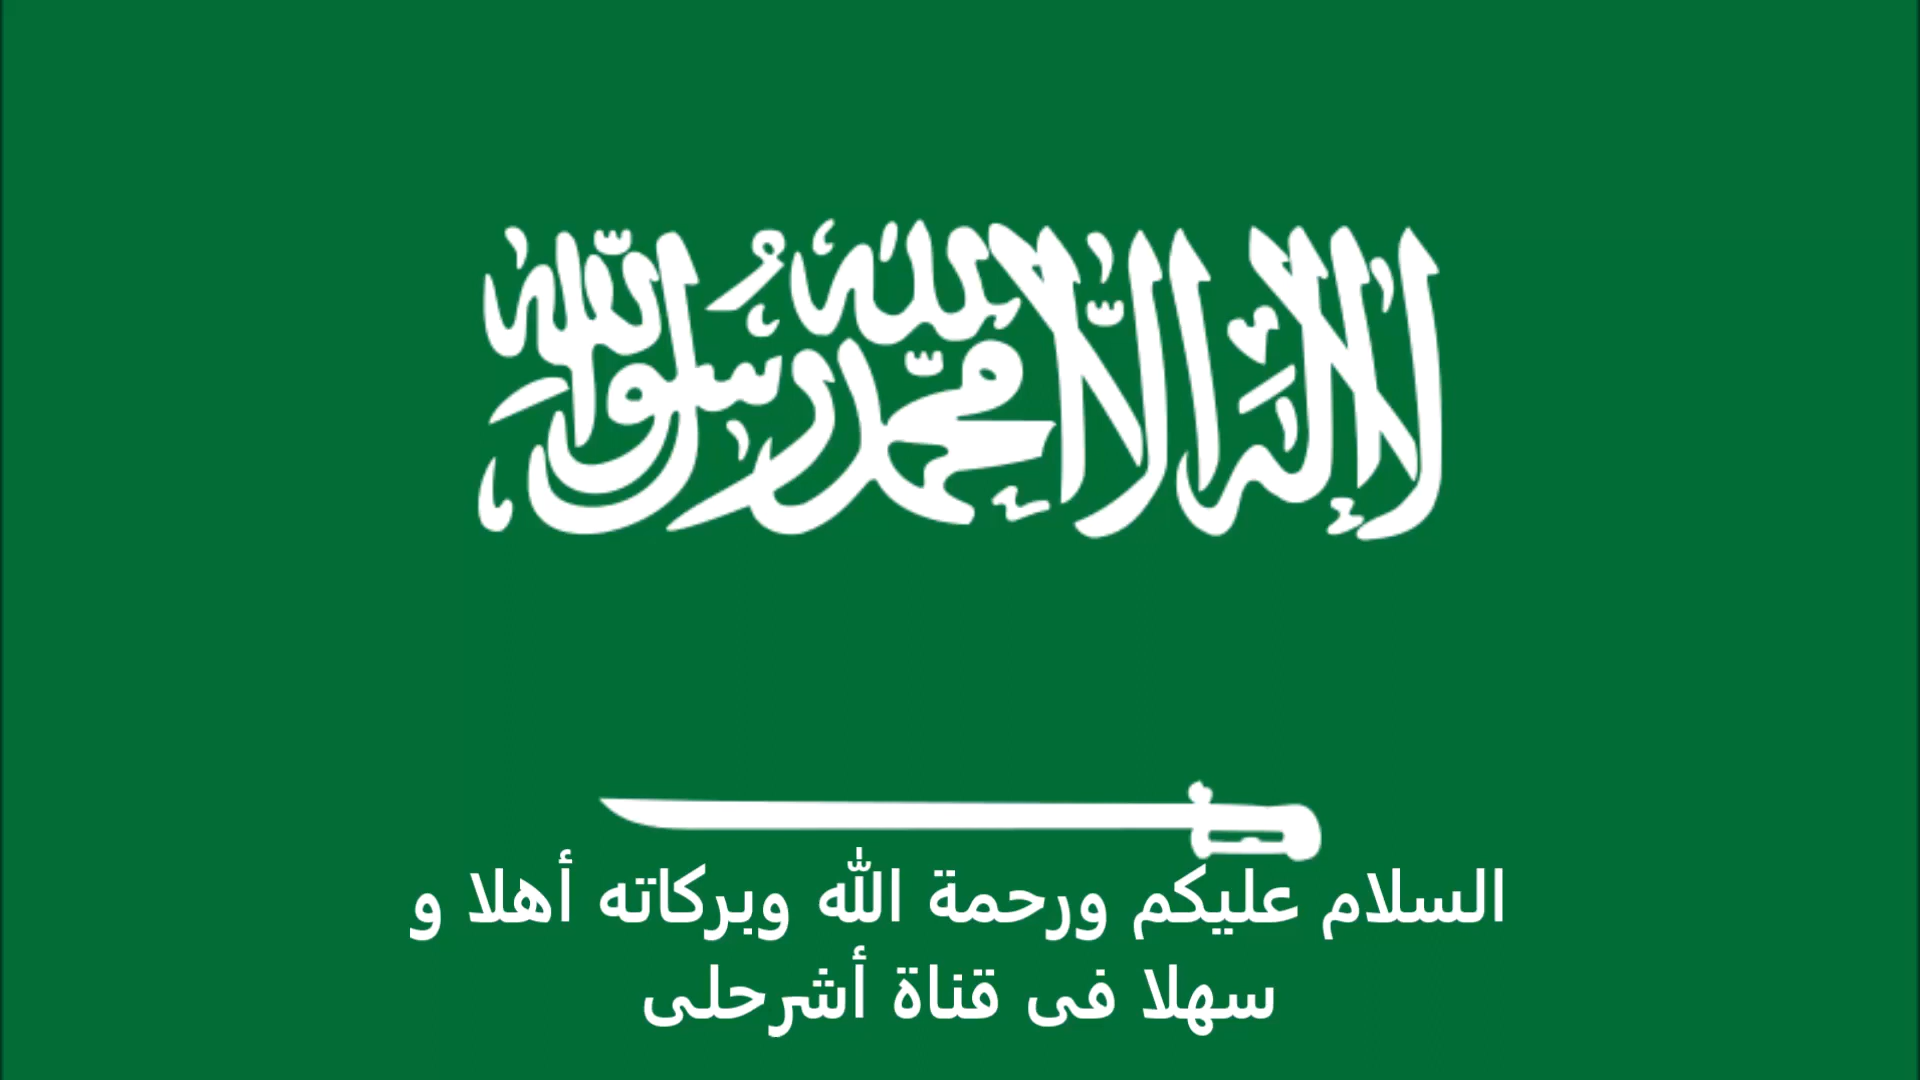 لا إله إلا الله محمد رسول الله
السلام عليكم ورحمة الله وبركاته أهلا و
سهلا فى قناة أشرحلى